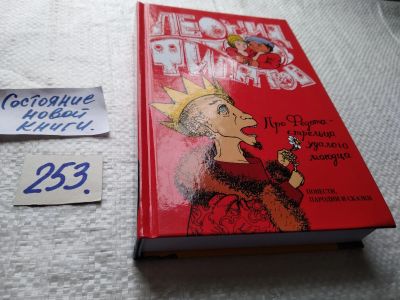 Состояние
новой
книги.
253.
ЛЕОНИД
ФИЛАТОВ
Про Федота-
стрельца
удалого
молодца
ПОВЕСТИ,
ПАРОДИИ И СКАЗКИ